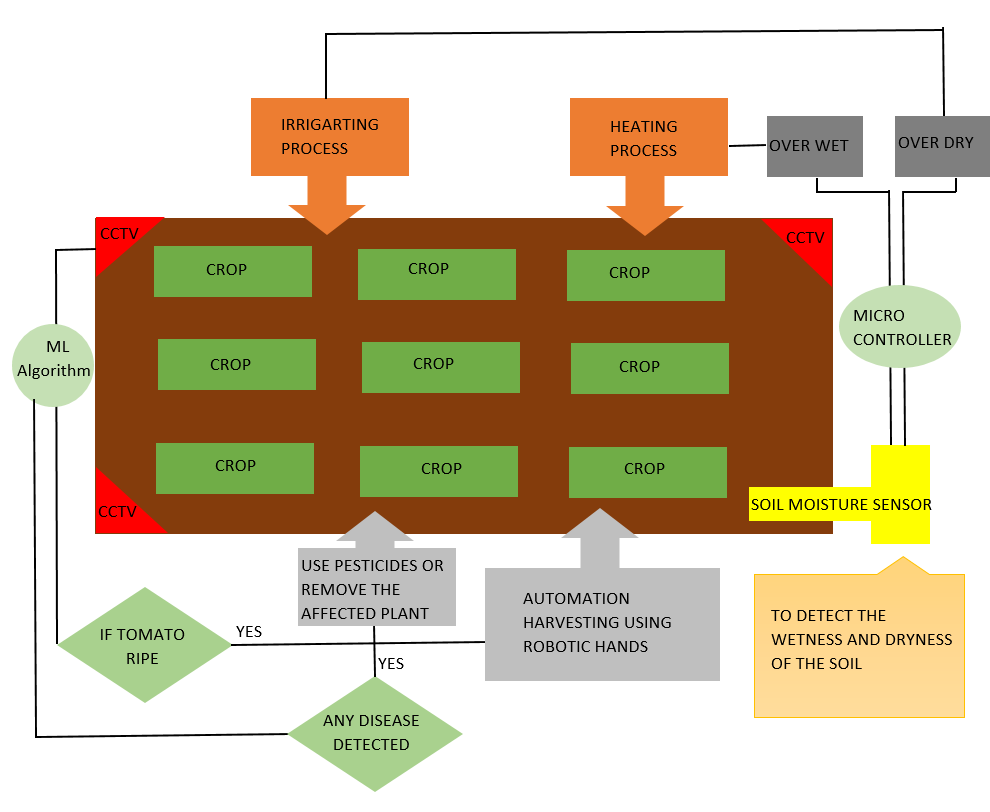 IRRIGARTING
PROCESS
HEATING
PROCESS
OVER WET
OVER DRY
CCTV
CCTV
CROP
CROP
CROP
MICRO
CONTROLLER
ML
Algorithm
CROP
CROP
CROP
CROP
CROP
CROP
CCTV
SOIL MOISTURE SENSOR
USE PESTICIDES OR
REMOVE THE
AFFECTED PLANT
AUTOMATION
HARVESTING USING
ROBOTIC HANDS
TO DETECT THE
WETNESS AND DRYNESS
OF THE SOIL
IF TOMATO
RIPE
YES
YES
ANY DISEASE
DETECTED